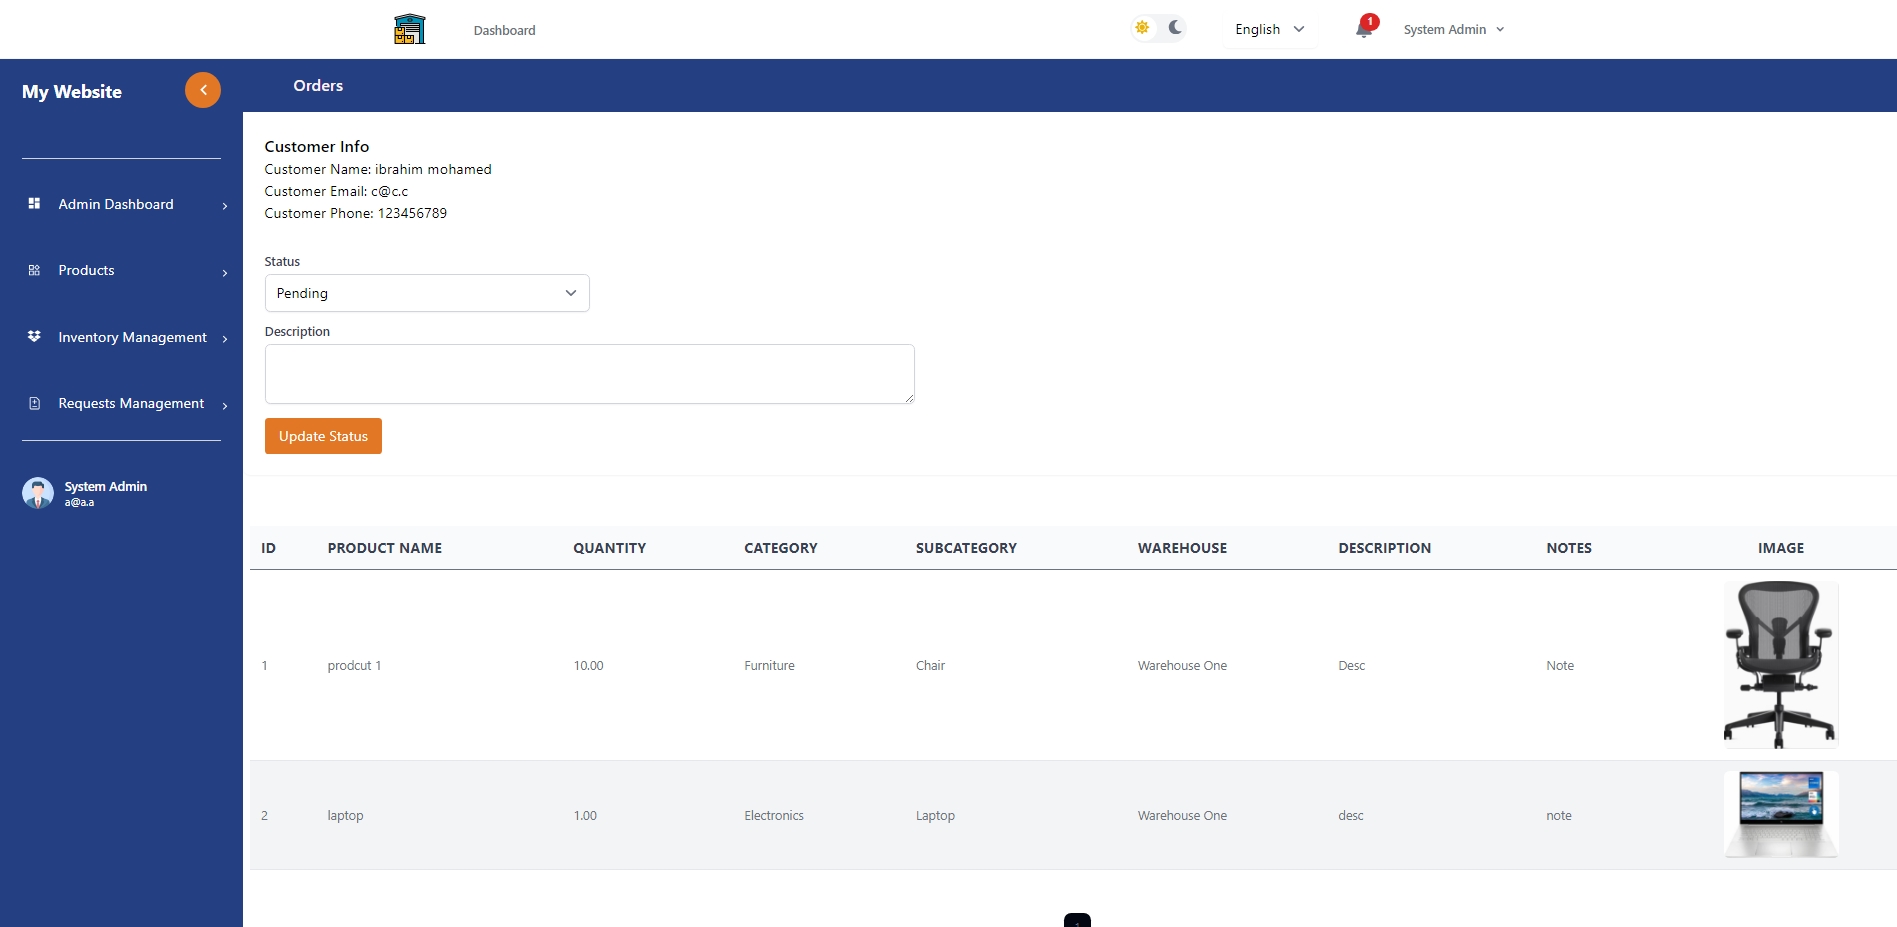 Dashboard
English
1
System Admin
My Website
Orders
Admin Dashboard
Products
Inventory Management
Requests Management
System Admin
a@a.a
Customer Info
Customer Name: ibrahim mohamed
Customer Email: c@c.c
Customer Phone: 123456789
Status
Pending
Description
Update Status
ID PRODUCT NAME QUANTITY CATEGORY SUBCATEGORY WAREHOUSE DESCRIPTION NOTES IMAGE
1 prodcut 1 10.00 Furniture Chair Warehouse One Desc Note
2 laptop 1.00 Electronics Laptop Warehouse One desc note